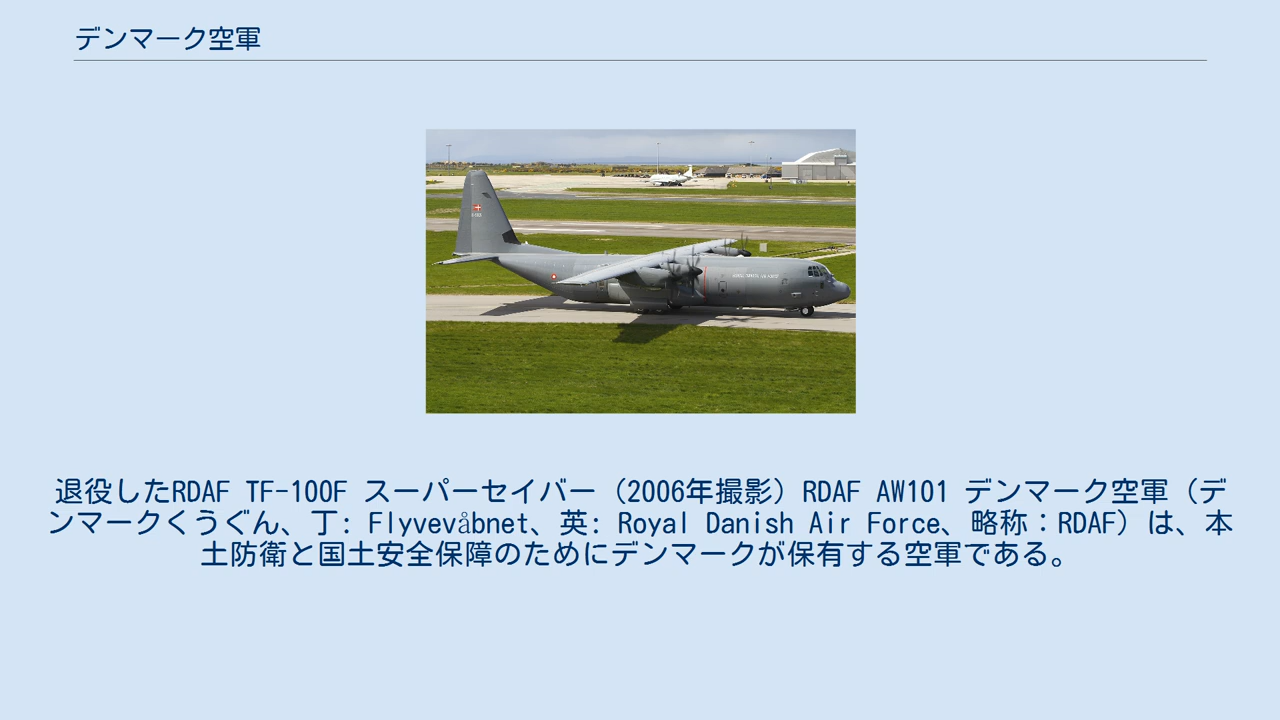 デンマーク空軍
退役したRDAF TF-100F スーパーセイバー（2006年撮影）RDAF AW101 デンマーク空軍（デ
ンマークくうぐん、丁: Flyvevåbnet、英: Royal Danish Air Force、略称：RDAF）は、本
土防衛と国土安全保障のためにデンマークが保有する空軍である。